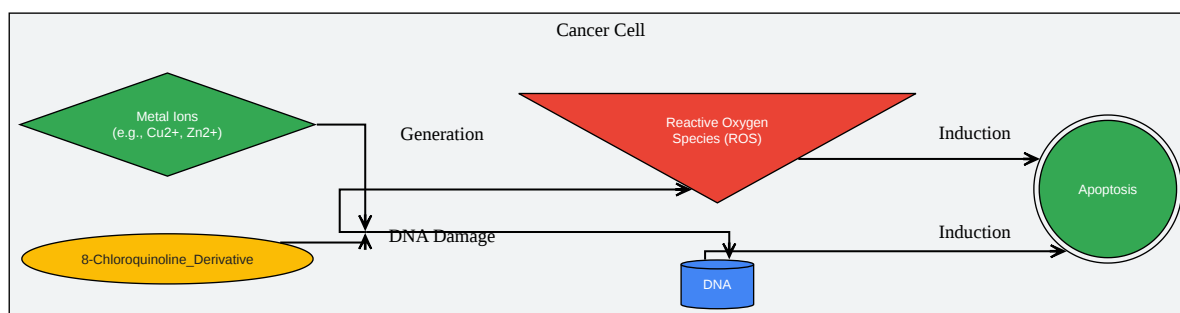 Cancer Cell
Metal Ions
(e.g., Cu2+, Zn2+)
Generation
Reactive Oxygen
Species (ROS)
Induction
Apoptosis
DNA Damage
Induction
8-Chloroquinoline_Derivative
DNA